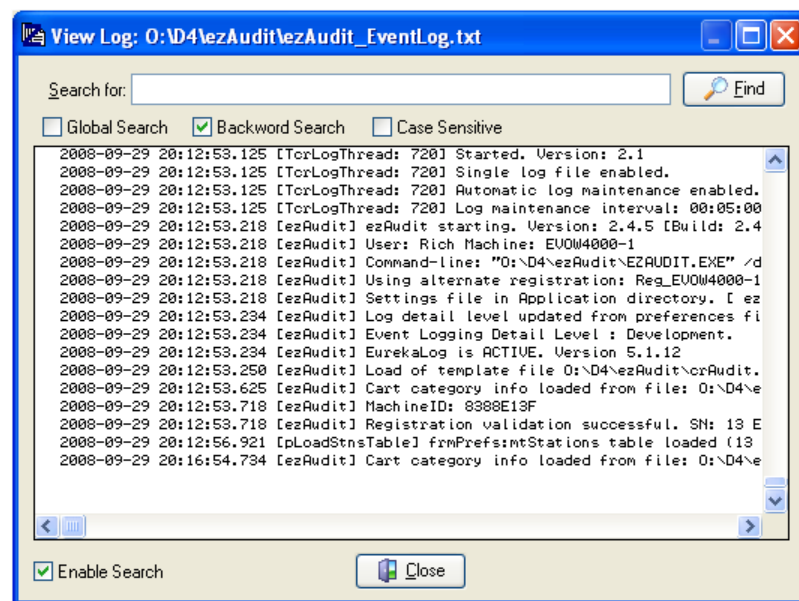 View Log: O:\D4\ezAudit\ezAudit_EventLog.txt
Search for:
Find
Global Search Backword Search Case Sensitive
2008-09-29 20:12:53.125 [TcrLogThread: 720] Started. Version: 2.1
2008-09-29 20:12:53.125 [TcrLogThread: 720] Single log file enabled.
2008-09-29 20:12:53.125 [TcrLogThread: 720] Automatic log maintenance enabled.
2008-09-29 20:12:53.125 [TcrLogThread: 720] Log maintenance interval: 00:05:00
2008-09-29 20:12:53.218 [ezAudit] ezAudit starting. Version: 2.4.5 [Build: 2.4
2008-09-29 20:12:53.218 [ezAudit] User: Rich Machine: EVOW4000-1
2008-09-29 20:12:53.218 [ezAudit] Command-line: "O:\D4\ezAudit\EZAUDIT.EXE" /d
2008-09-29 20:12:53.218 [ezAudit] Using alternate registration: Reg_EVOW4000-1
2008-09-29 20:12:53.218 [ezAudit] Settings file in Application directory. [ ez
2008-09-29 20:12:53.234 [ezAudit] Log detail level updated from preferences fi
2008-09-29 20:12:53.234 [ezAudit] Event Logging Detail Level : Development.
2008-09-29 20:12:53.234 [ezAudit] EurekaLog is ACTIVE. Version 5.1.12
2008-09-29 20:12:53.250 [ezAudit] Load of template file O:\D4\ezAudit\crAudit.
2008-09-29 20:12:53.625 [ezAudit] Cart category info loaded from file: O:\D4\e
2008-09-29 20:12:53.718 [ezAudit] MachineID: 8388E13F
2008-09-29 20:12:53.718 [ezAudit] Registration validation successful. SN: 13 E
2008-09-29 20:12:56.921 [pLoadStnsTable] frmPrefs:mtStations table loaded (13
2008-09-29 20:16:54.734 [ezAudit] Cart category info loaded from file: O:\D4\e
Enable Search
Close